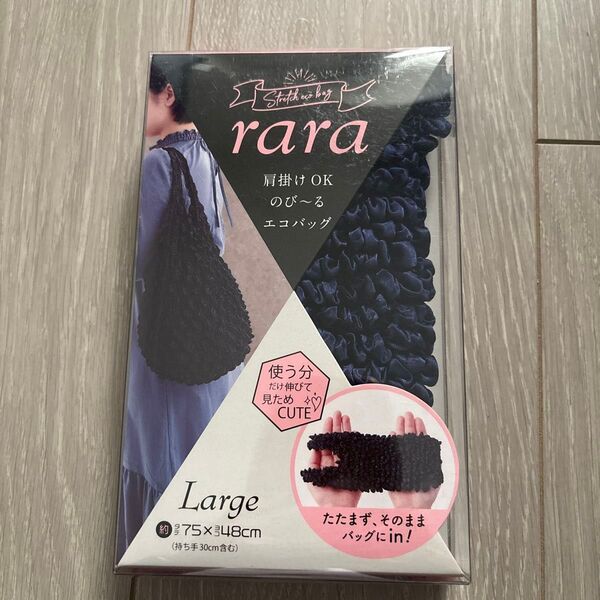 Stretch eco bag
rara
肩掛け OK
のび〜る
エコバッグ
使う分
だけ伸びて
見ため
CUTE
Large
約 タテ75×ヨコ48cm
(持ち手30cm含む)
たたまず、そのまま
バッグにin!